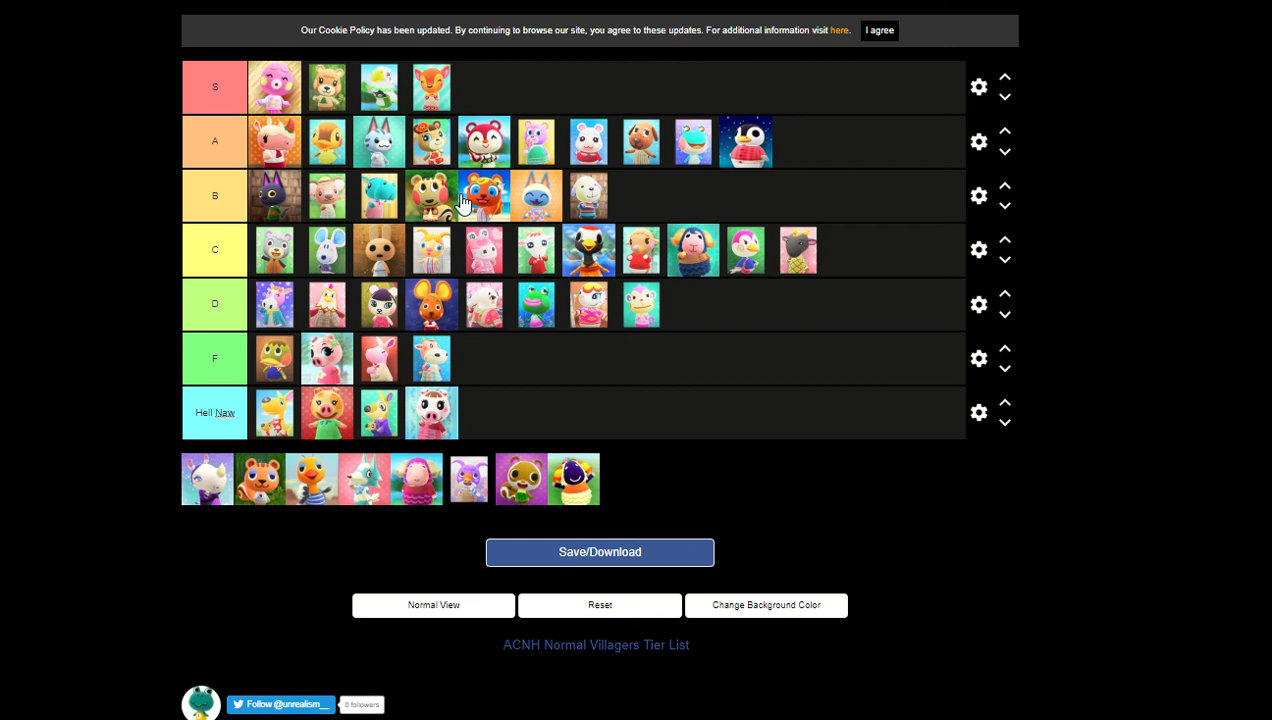 Our Cookie Policy has been updated. By continuing to browse our site, you agree to these updates. For additional information visit here. I agree
S
A
B
C
D
F
Hell Naw
Save/Download
Normal View Reset Change Background Color
ACNH Normal Villagers Tier List
Follow @unrealism__ 0 followers